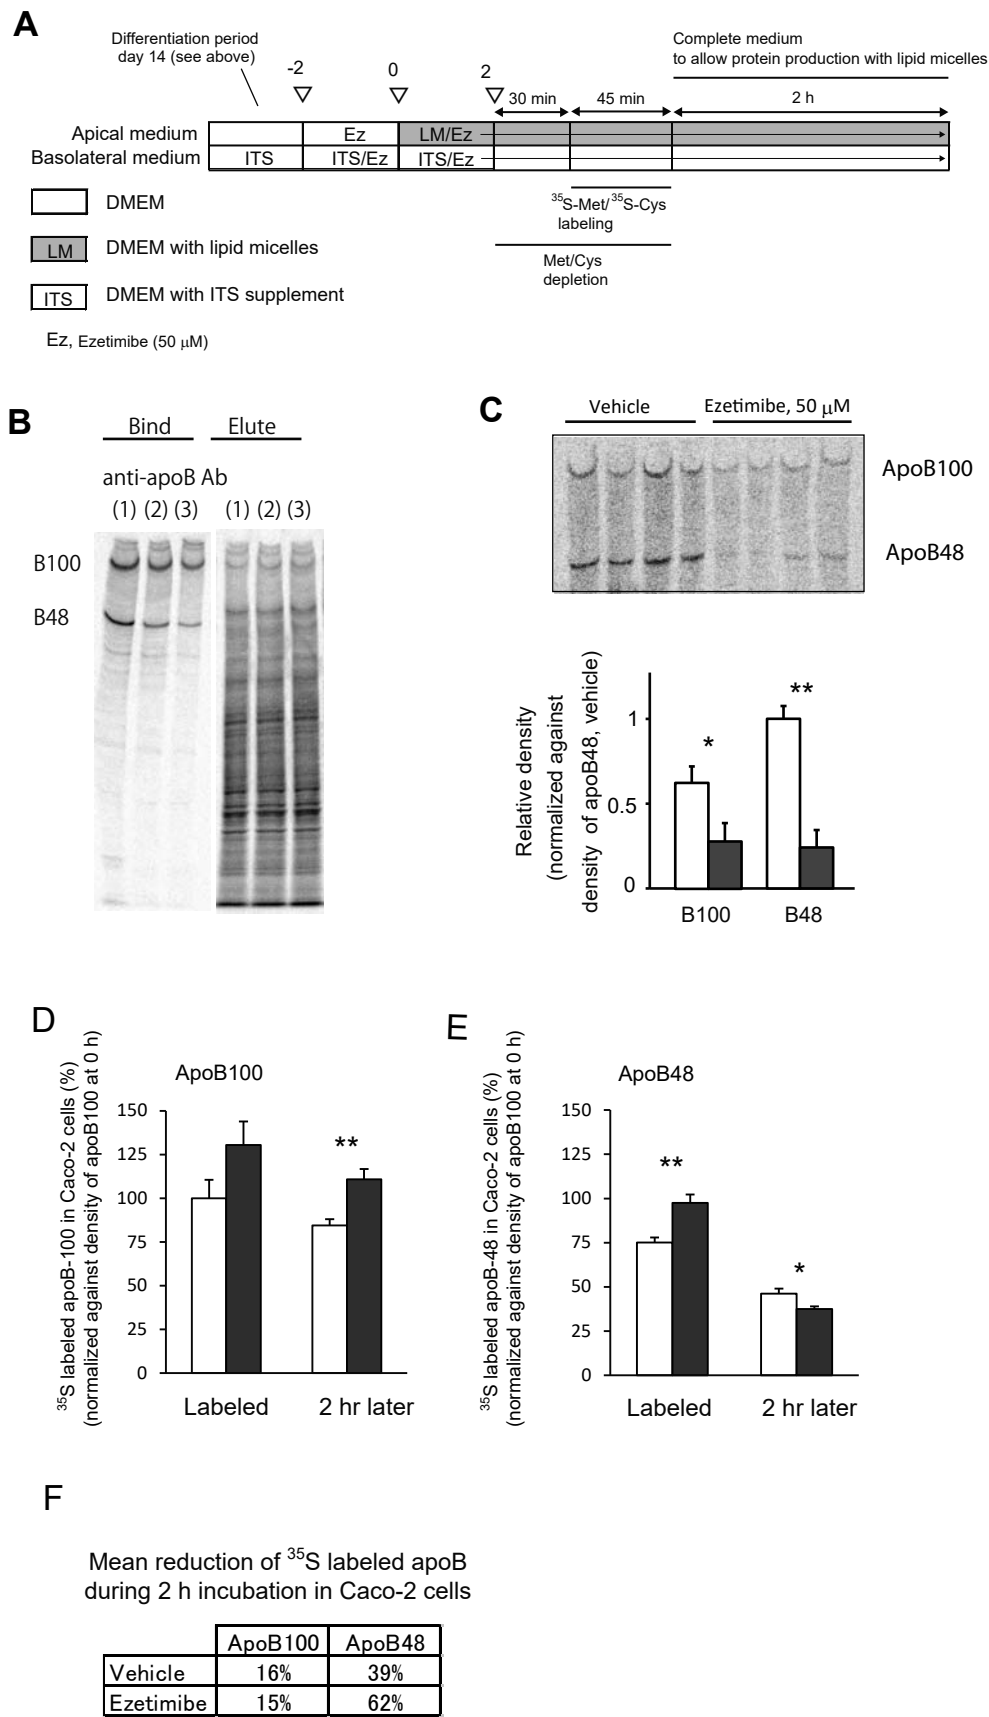 A
Differentiation period
day 14 (see above)
-2
0
2
Complete medium
to allow protein production with lipid micelles
30 min
45 min
2 h
Apical medium
Ez
LM/Ez
Basolateral medium
ITS
ITS/Ez
ITS/Ez
DMEM
³⁵S-Met/³⁵S-Cys
labeling
LM
DMEM with lipid micelles
Met/Cys
depletion
ITS
DMEM with ITS supplement
Ez, Ezetimibe (50 μM)
B
Bind
Elute
anti-apoB Ab
(1) (2) (3)
(1) (2) (3)
B100
B48
C
Vehicle
Ezetimibe, 50 μM
ApoB100
ApoB48
Relative density
(normalized against
density of apoB48, vehicle)
1
0.5
0
*
**
B100
B48
D
³⁵S labeled apoB-100 in Caco-2 cells (%)
(normalized against density of apoB100 at 0 h)
ApoB100
150
125
100
75
50
25
0
**
Labeled
2 hr later
E
³⁵S labeled apoB-48 in Caco-2 cells (%)
(normalized against density of apoB100 at 0 h)
ApoB48
150
125
100
75
50
25
0
**
*
Labeled
2 hr later
F
Mean reduction of ³⁵S labeled apoB
during 2 h incubation in Caco-2 cells
ApoB100 ApoB48
Vehicle 16% 39%
Ezetimibe 15% 62%